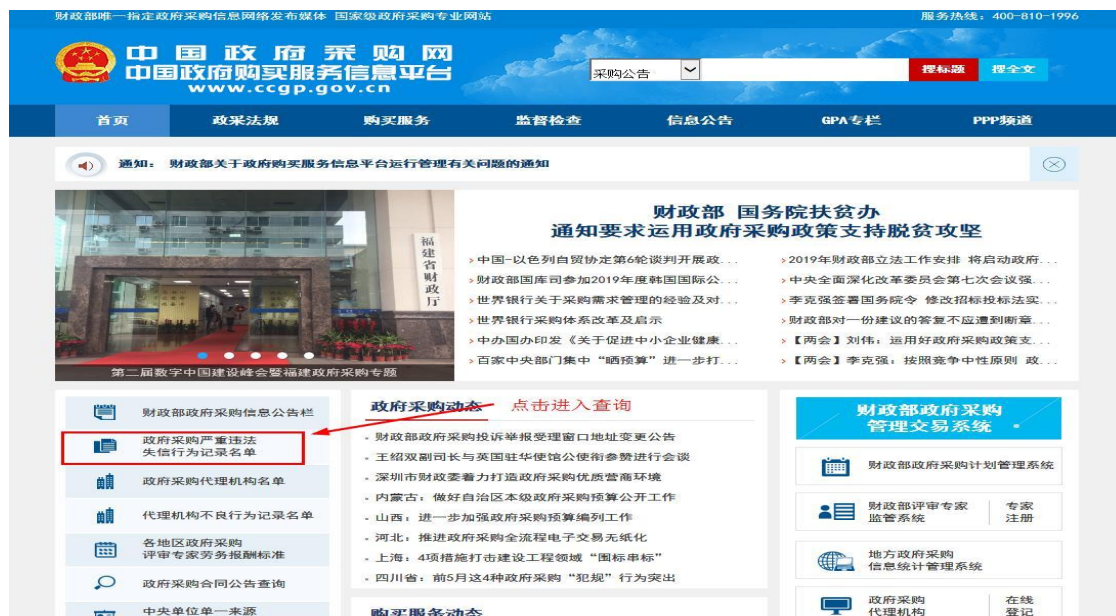 财政部唯一指定政府采购信息网络发布媒体 国家级政府采购专业网站
服务热线：400-810-1996
中国政府采购网
中国政府购买服务信息平台
www.ccgp.gov.cn
采购公告
搜标题
搜全文
首页
政采法规
购买服务
监督检查
信息公告
GPA专栏
PPP频道
通知：
财政部关于政府购买服务信息平台运行管理有关问题的通知
福建省财政厅
第二届数字中国建设峰会暨福建政府采购专题
财政部 国务院扶贫办
通知要求运用政府采购政策支持脱贫攻坚
中国-以色列自贸协定第6轮谈判开展政...
财政部国库司参加2019年度韩国国际公...
世界银行关于采购需求管理的经验及对...
世界银行采购体系改革及启示
中办国办印发《关于促进中小企业健康...
百家中央部门集中“晒预算”进一步打...
2019年财政部立法工作安排 将启动政府...
中央全面深化改革委员会第七次会议强...
李克强签署国务院令 修改招标投标法实...
财政部对一份建议的答复不应遭到断章...
【两会】刘伟：运用好政府采购政策支...
【两会】李克强：按照竞争中性原则 政...
财政部政府采购信息公告栏
政府采购严重违法
失信行为记录名单
政府采购代理机构名单
代理机构不良行为记录名单
各地区政府采购
评审专家劳务报酬标准
政府采购合同公告查询
中央单位单一来源
政府采购动态
点击进入查询
财政部政府采购投诉举报受理窗口地址变更公告
王绍双副司长与英国驻华使馆公使衔参赞进行会谈
深圳市财政委着力打造政府采购优质营商环境
内蒙古：做好自治区本级政府采购预算公开工作
山西：进一步加强政府采购预算编列工作
河北：推进政府采购全流程电子交易无纸化
上海：4项措施打击建设工程领域“围标串标”
四川省：前5月这4种政府采购“犯规”行为突出
购买服务动态
财政部政府采购
管理交易系统
财政部政府采购计划管理系统
财政部评审专家
监管系统
专家
注册
地方政府采购
信息统计管理系统
政府采购
代理机构
在线
登记